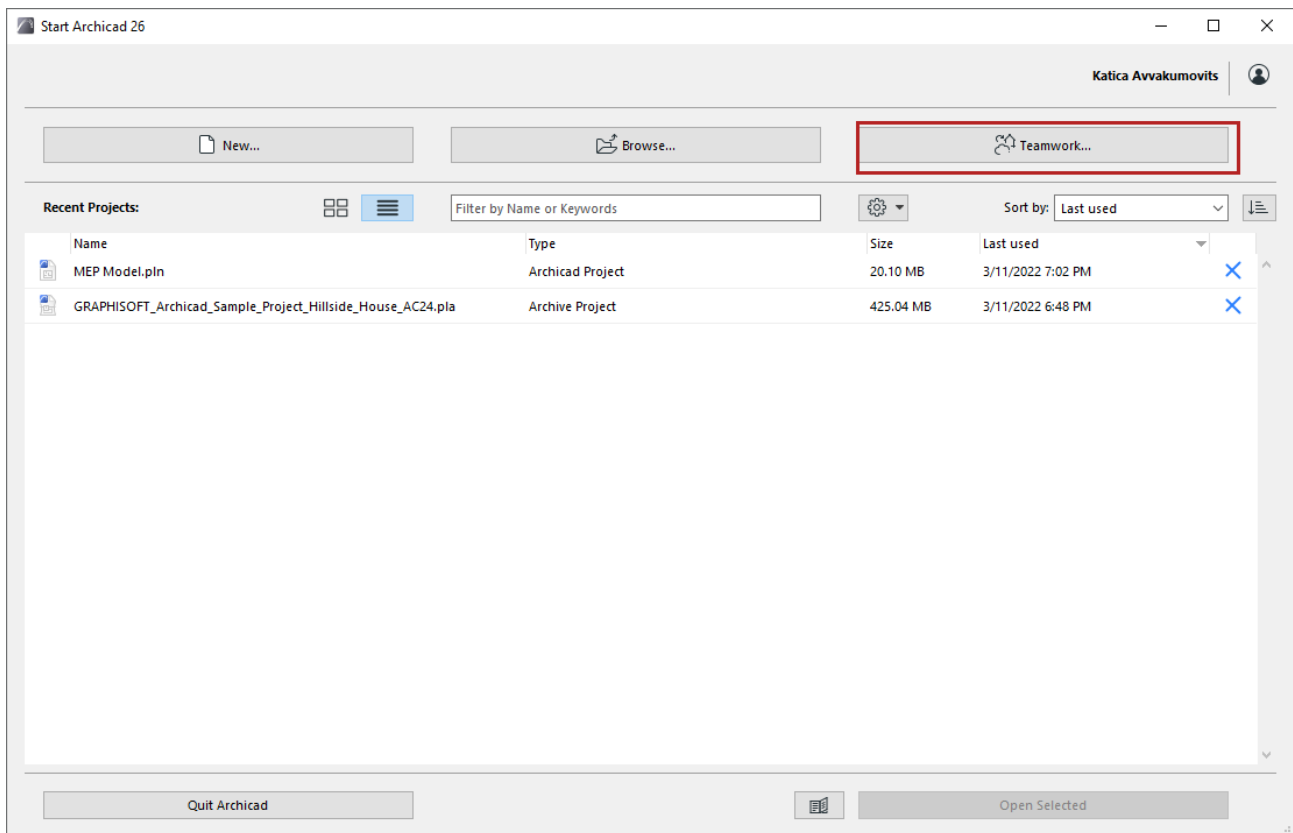 Start Archicad 26
Katica Avvakumovits
New... Browse... Teamwork...
Recent Projects: Filter by Name or Keywords Sort by: Last used
Name Type Size Last used
MEP Model.pln Archicad Project 20.10 MB 3/11/2022 7:02 PM
GRAPHISOFT_Archicad_Sample_Project_Hillside_House_AC24.pla Archive Project 425.04 MB 3/11/2022 6:48 PM
Quit Archicad Open Selected